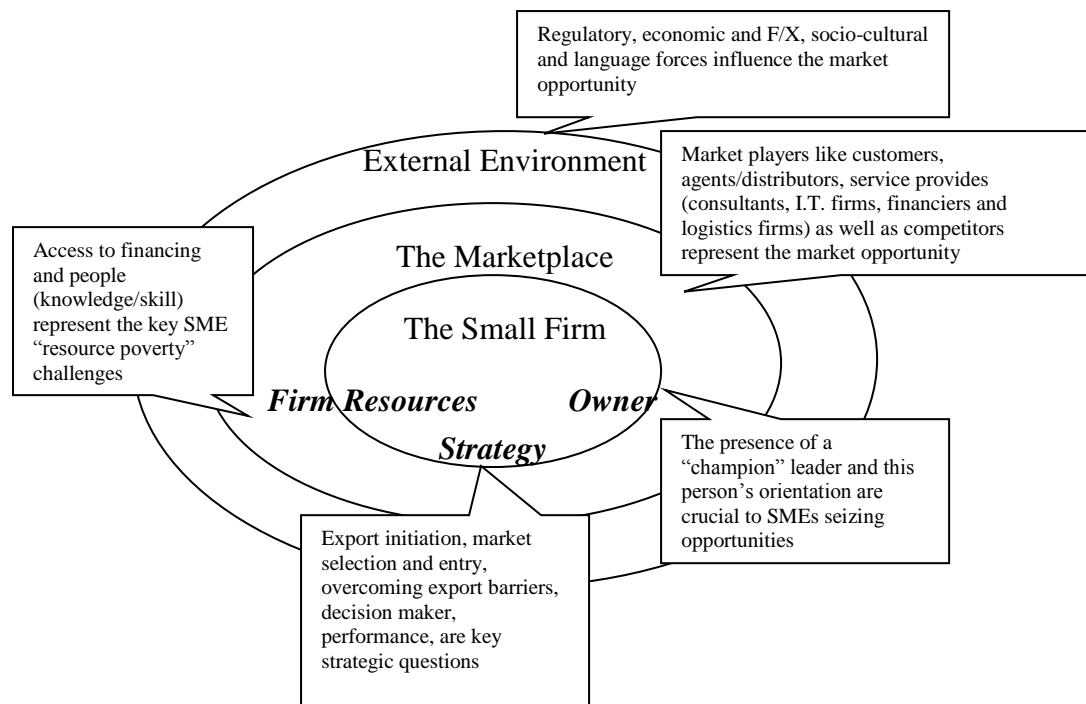 Regulatory, economic and F/X, socio-cultural
and language forces influence the market
opportunity
External Environment
Market players like customers,
agents/distributors, service provides
(consultants, I.T. firms, financiers and
logistics firms) as well as competitors
represent the market opportunity
Access to financing
and people
(knowledge/skill)
represent the key SME
“resource poverty”
challenges
The Marketplace
The Small Firm
Firm Resources
Owner
Strategy
The presence of a
“champion” leader and this
person’s orientation are
crucial to SMEs seizing
opportunities
Export initiation, market
selection and entry,
overcoming export barriers,
decision maker,
performance, are key
strategic questions